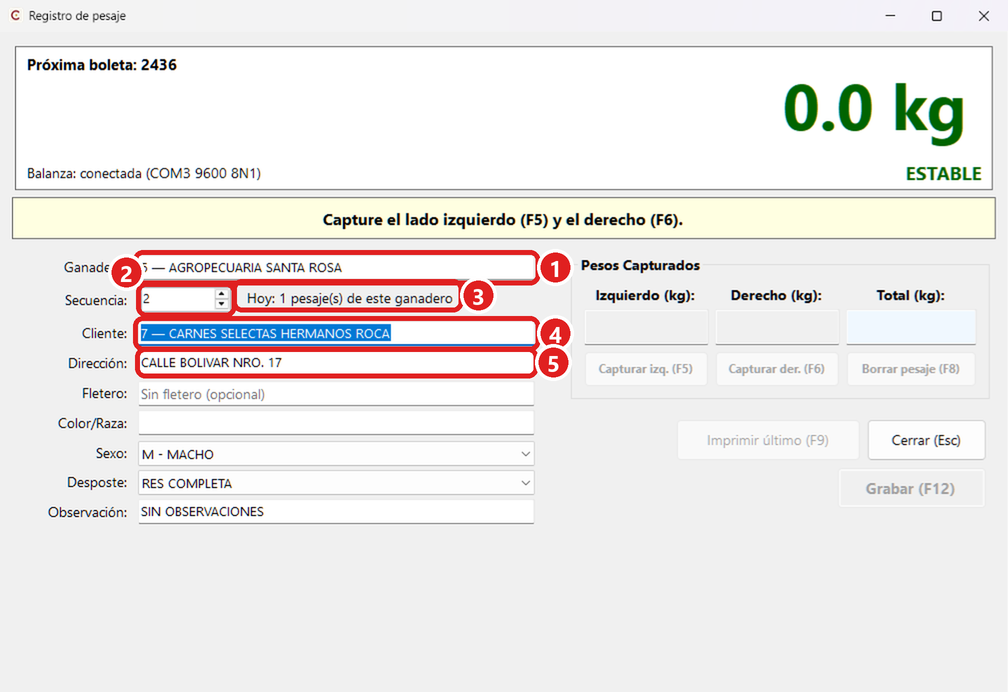 Registro de pesaje
Próxima boleta: 2436
0.0 kg
Balanza: conectada (COM3 9600 8N1)
ESTABLE
Capture el lado izquierdo (F5) y el derecho (F6).
— AGROPECUARIA SANTA ROSA
1
2
Secuencia:
2
Hoy: 1 pesaje(s) de este ganadero
3
Cliente:
7 — CARNES SELECTAS HERMANOS ROCA
4
Dirección:
CALLE BOLIVAR NRO. 17
5
Fletero:
Sin fletero (opcional)
Color/Raza:
Sexo:
M - MACHO
Desposte:
RES COMPLETA
Observación:
SIN OBSERVACIONES
Pesos Capturados
Izquierdo (kg):
Derecho (kg):
Total (kg):
Capturar izq. (F5)
Capturar der. (F6)
Borrar pesaje (F8)
Imprimir último (F9)
Cerrar (Esc)
Grabar (F12)